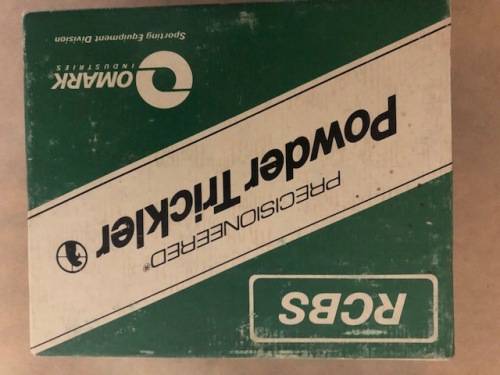 RCBS
PRECISIONEERED®
Powder Trickler
OMARK
INDUSTRIES
Sporting Equipment Division